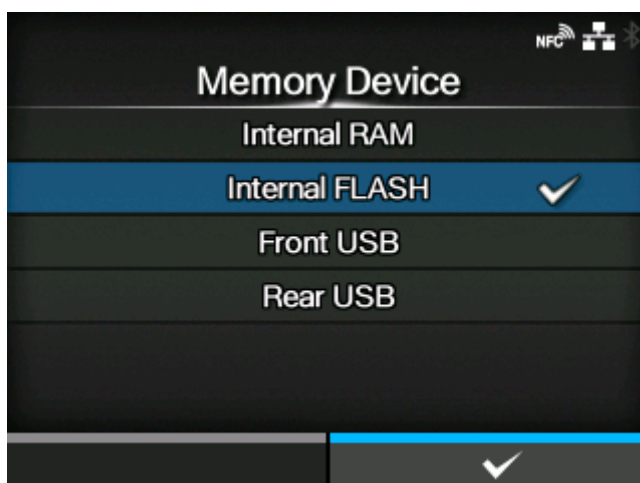 NFC
Memory Device
Internal RAM
Internal FLASH
Front USB
Rear USB